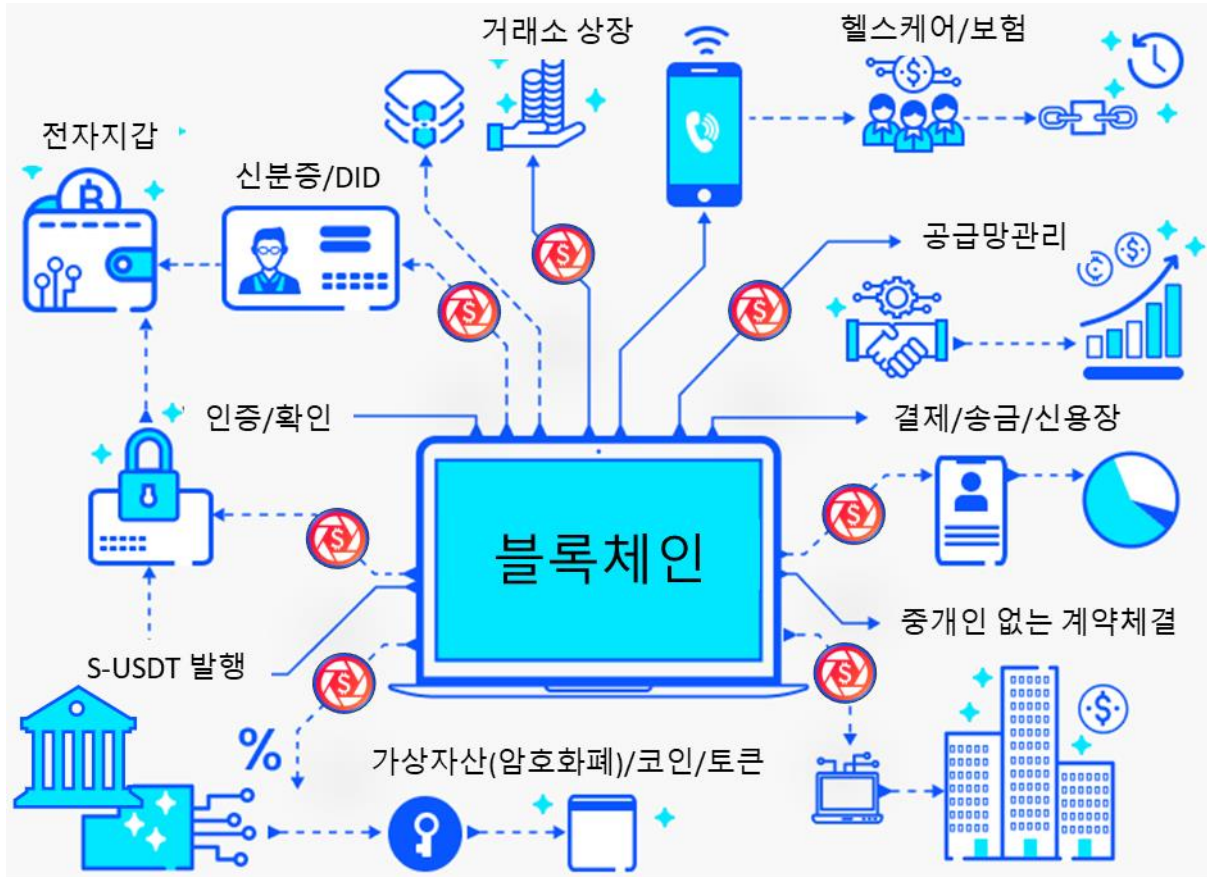 거래소 상장
헬스케어/보험
전자지갑
신분증/DID
공급망관리
인증/확인
결제/송금/신용장
블록체인
중개인 없는 계약체결
S-USDT 발행
%
가상자산(암호화폐)/코인/토큰